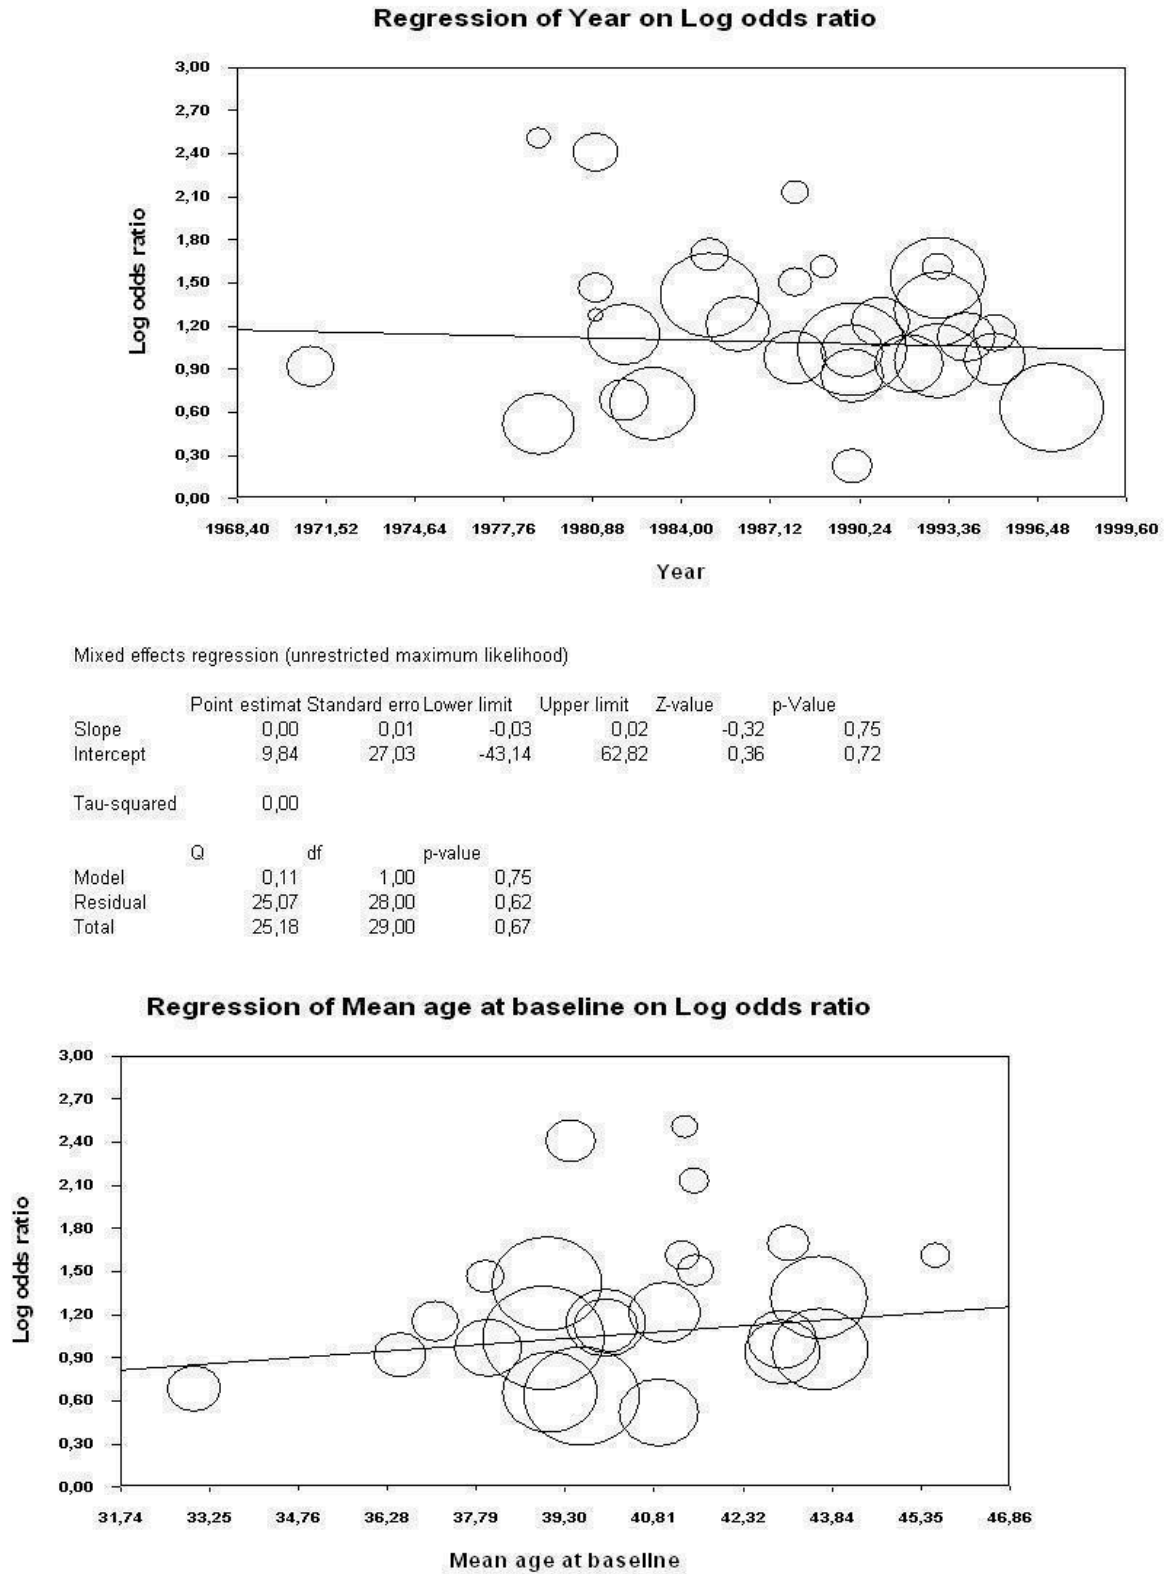 Regression of Year on Log odds ratio
3,00
2,70
2,40
2,10
1,80
1,50
1,20
0,90
0,60
0,30
0,00
Log odds ratio
1968,40 1971,52 1974,64 1977,76 1980,88 1984,00 1987,12 1990,24 1993,36 1996,48 1999,60
Year
Mixed effects regression (unrestricted maximum likelihood)
Point estimat Standard erro Lower limit Upper limit Z-value p-Value
Slope 0,00 0,01 -0,03 0,02 -0,32 0,75
Intercept 9,84 27,03 -43,14 62,82 0,36 0,72
Tau-squared 0,00
Q df p-value
Model 0,11 1,00 0,75
Residual 25,07 28,00 0,62
Total 25,18 29,00 0,67
Regression of Mean age at baseline on Log odds ratio
3,00
2,70
2,40
2,10
1,80
1,50
1,20
0,90
0,60
0,30
0,00
Log odds ratio
31,74 33,25 34,76 36,28 37,79 39,30 40,81 42,32 43,84 45,35 46,86
Mean age at baseline